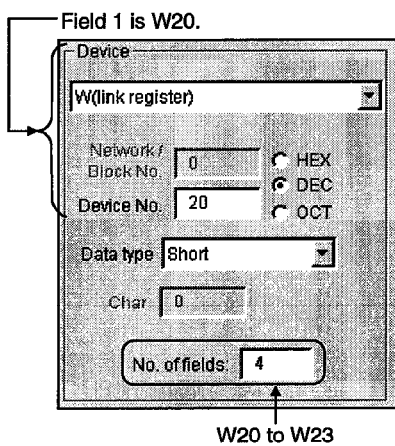 Field 1 is W20.
Device
W(link register)
Network /
Block No. 0
HEX
DEC
Device No. 20
OCT
Data type Short
Char 0
No. of fields: 4
W20 to W23